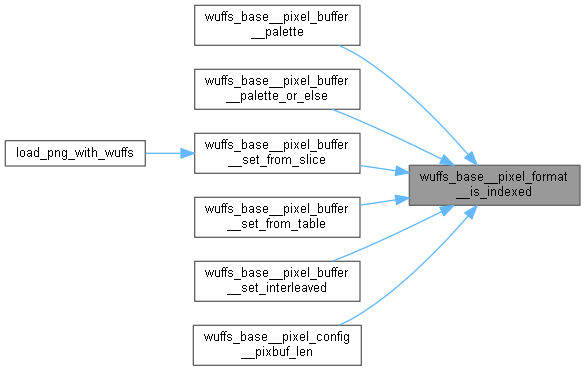 wuffs_base__pixel_buffer
__palette
wuffs_base__pixel_buffer
__palette_or_else
load_png_with_wuffs
wuffs_base__pixel_buffer
__set_from_slice
wuffs_base__pixel_format
__is_indexed
wuffs_base__pixel_buffer
__set_from_table
wuffs_base__pixel_buffer
__set_interleaved
wuffs_base__pixel_config
__pixbuf_len